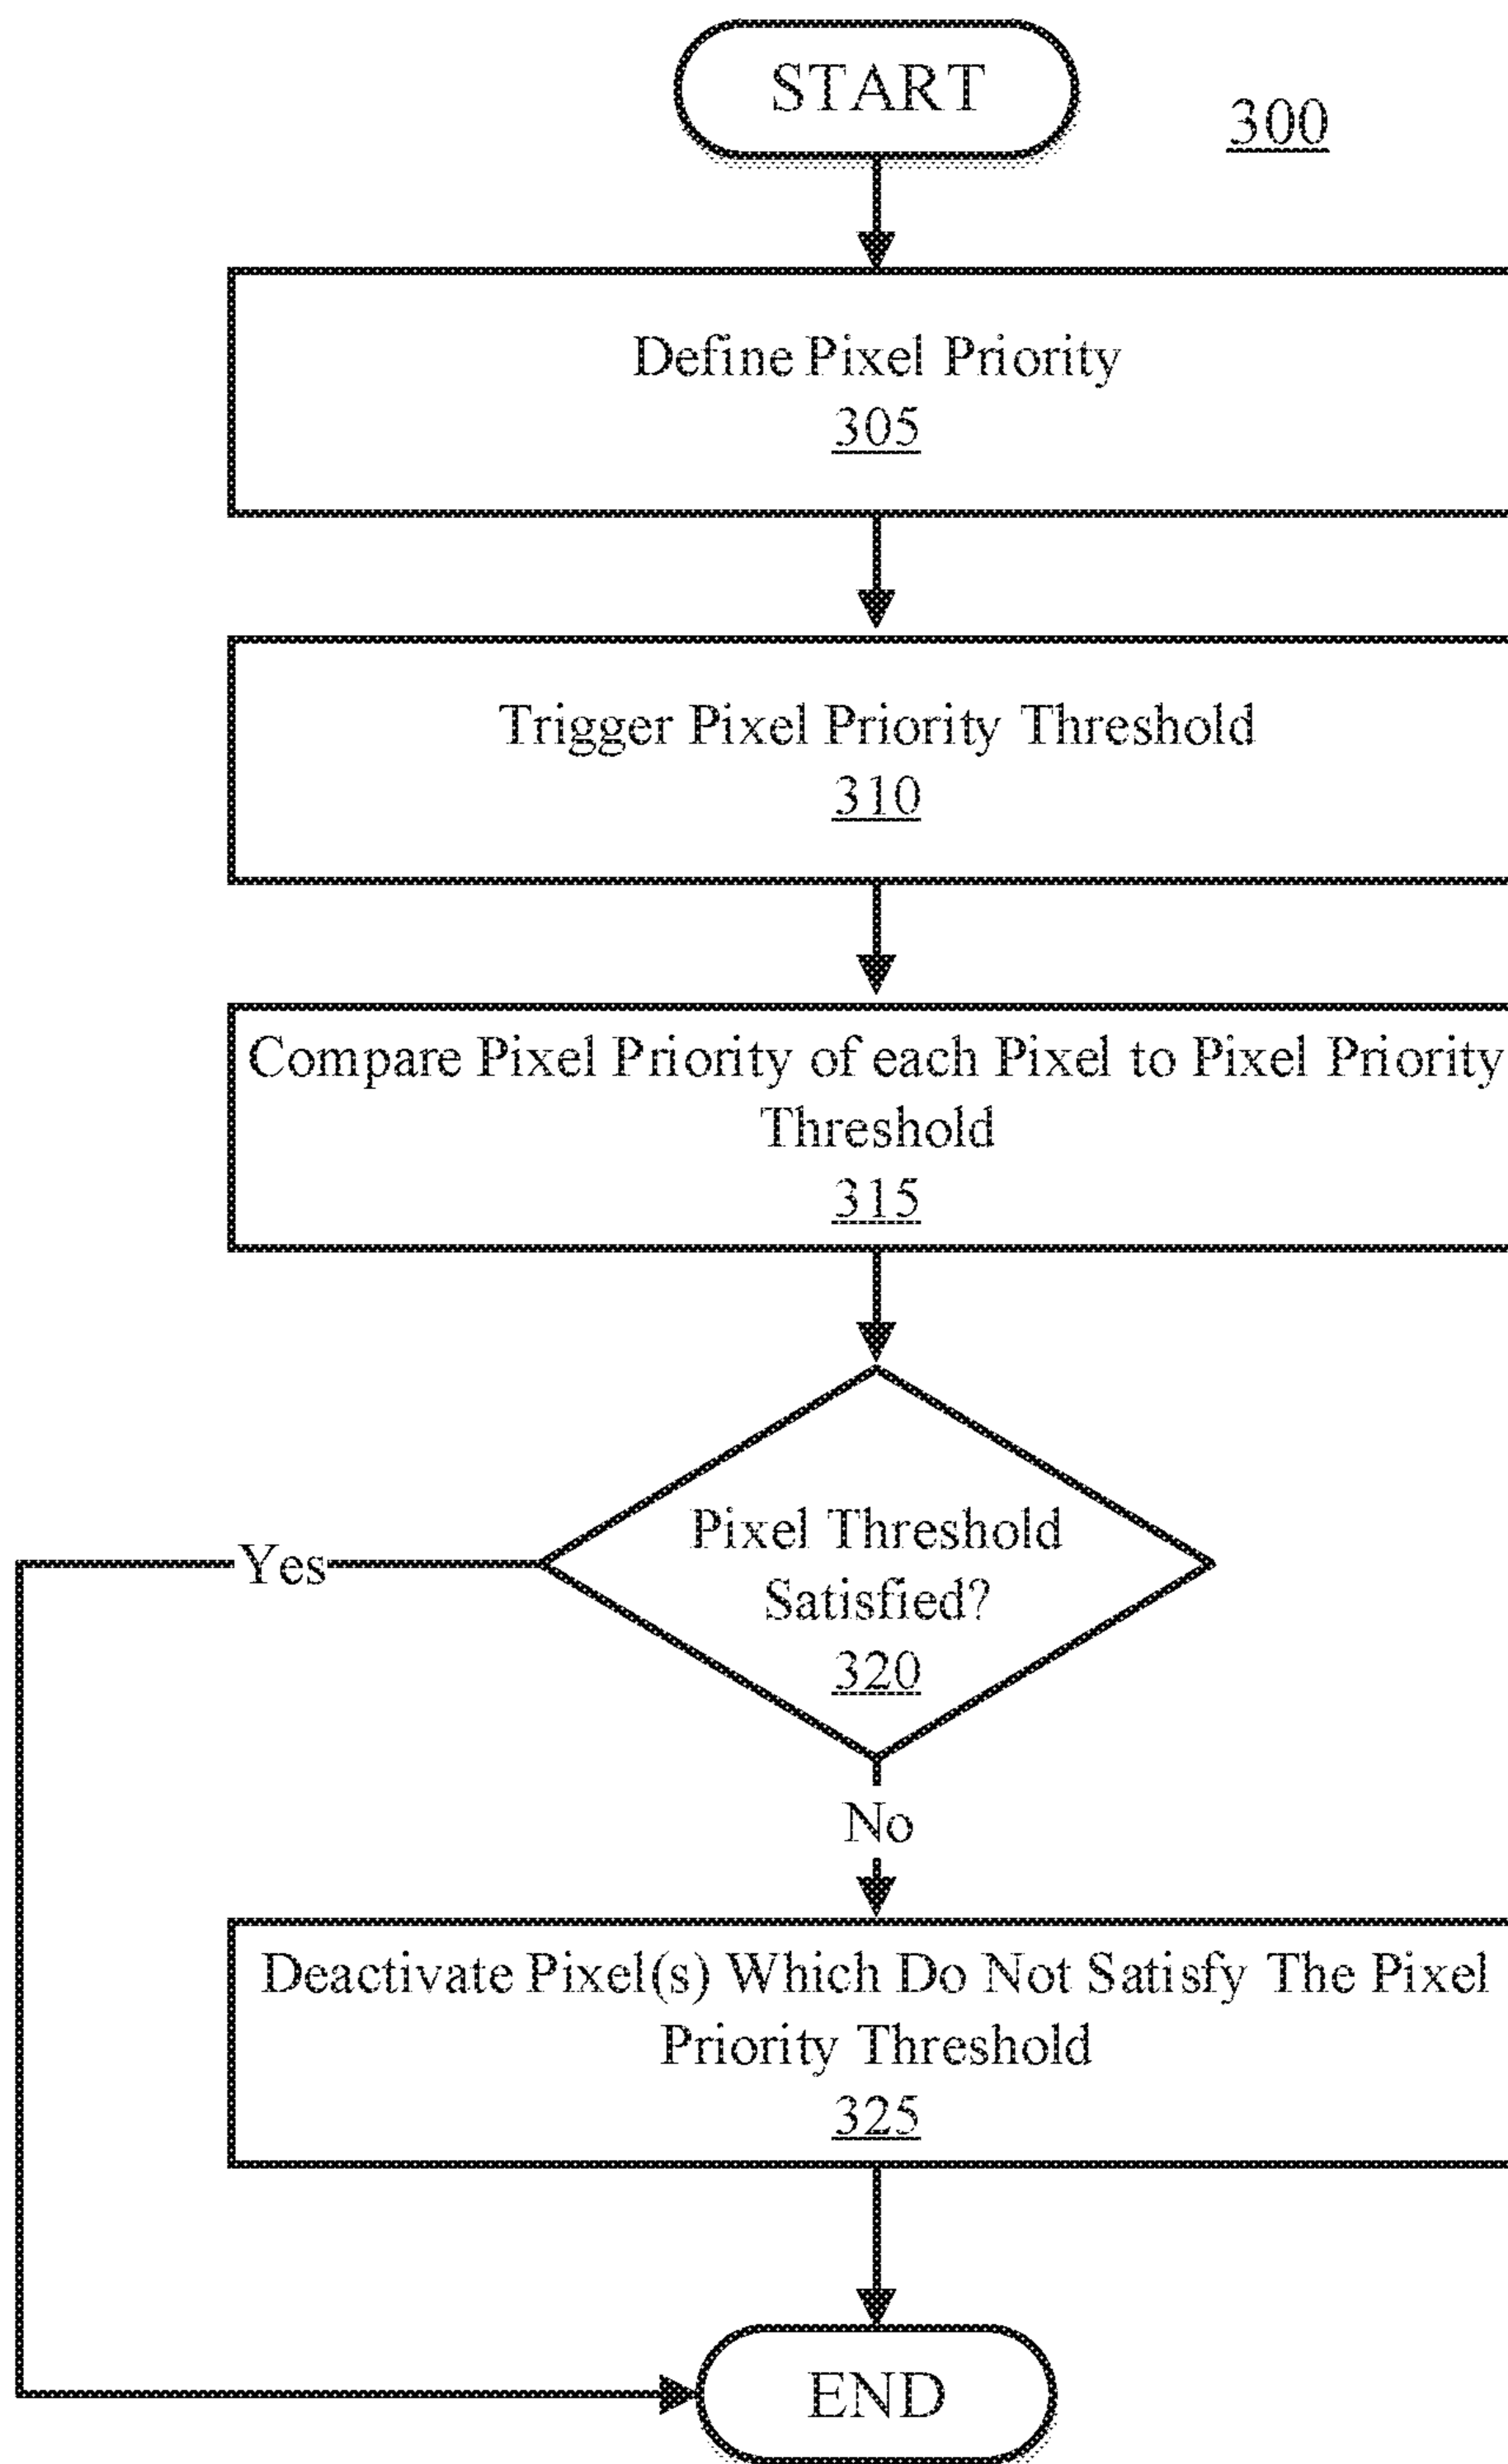 START
300
Define Pixel Priority
305
Trigger Pixel Priority Threshold
310
Compare Pixel Priority of each Pixel to Pixel Priority
Threshold
315
Pixel Threshold
Satisfied?
320
Yes
No
Deactivate Pixel(s) Which Do Not Satisfy The Pixel
Priority Threshold
325
END